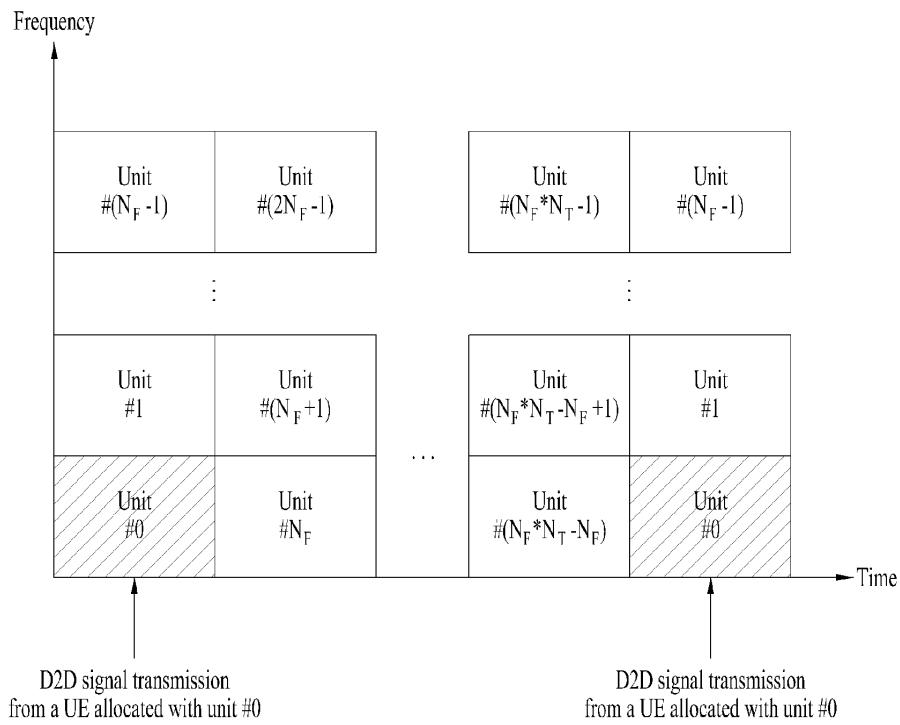 Frequency
Unit
#(N_F -1)
Unit
#(2N_F -1)
Unit
#(N_F*N_T -1)
Unit
#(N_F -1)
⋮
⋮
Unit
#1
Unit
#(N_F +1)
Unit
#(N_F*N_T -N_F +1)
Unit
#1
...
Unit
#0
Unit
#N_F
Unit
#(N_F*N_T -N_F)
Unit
#0
Time
D2D signal transmission
from a UE allocated with unit #0
D2D signal transmission
from a UE allocated with unit #0